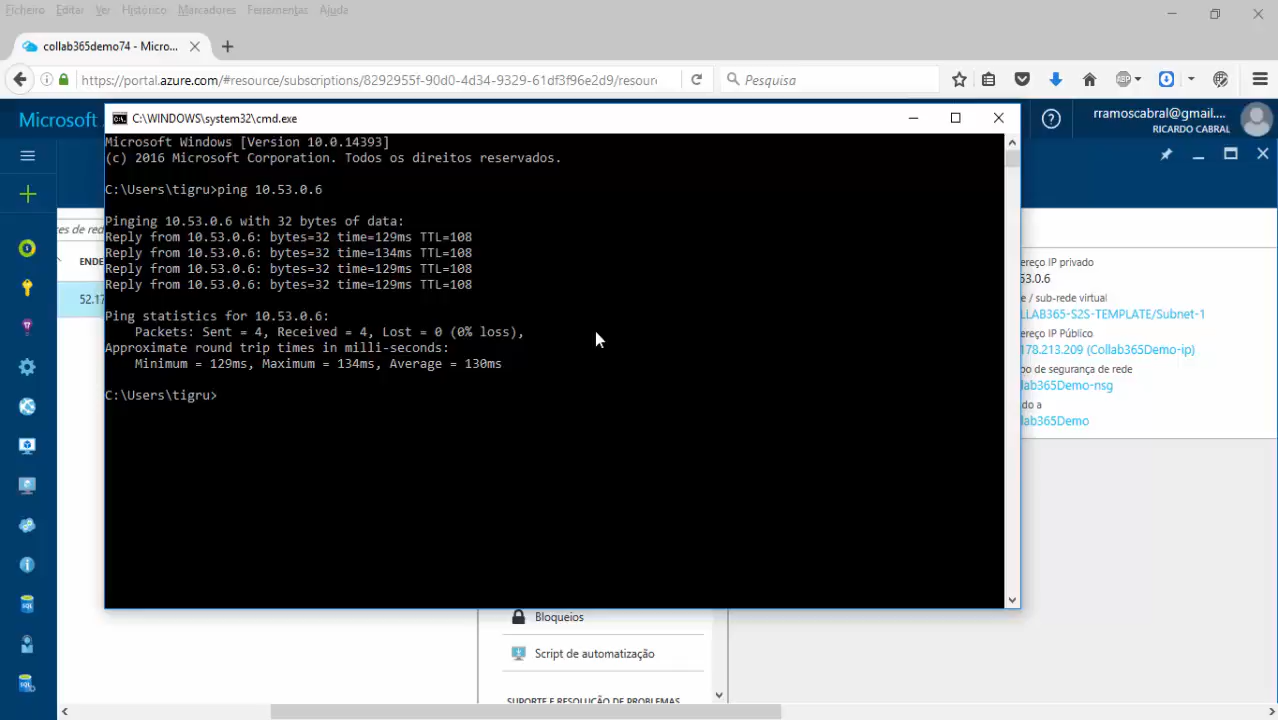 Ficheiro Editar Ver Histórico Marcadores Ferramentas Ajuda
collab365demo74 - Micro...
https://portal.azure.com/#resource/subscriptions/8292955f-90d0-4d34-9329-61df3f96e2d9/resour
Pesquisa
ABP
Microsoft
rramoscabral@gmail....
RICARDO CABRAL
C:\WINDOWS\system32\cmd.exe
Microsoft Windows [Version 10.0.14393]
(c) 2016 Microsoft Corporation. Todos os direitos reservados.
C:\Users\tigru>ping 10.53.0.6
Pinging 10.53.0.6 with 32 bytes of data:
Reply from 10.53.0.6: bytes=32 time=129ms TTL=108
Reply from 10.53.0.6: bytes=32 time=134ms TTL=108
Reply from 10.53.0.6: bytes=32 time=129ms TTL=108
Reply from 10.53.0.6: bytes=32 time=129ms TTL=108
Ping statistics for 10.53.0.6:
Packets: Sent = 4, Received = 4, Lost = 0 (0% loss),
Approximate round trip times in milli-seconds:
Minimum = 129ms, Maximum = 134ms, Average = 130ms
C:\Users\tigru>
ces de red
ENDE
52.17
ereço IP privado
53.0.6
e / sub-rede virtual
LLAB365-S2S-TEMPLATE/Subnet-1
ereço IP Público
178.213.209 (Collab365Demo-ip)
po de segurança de rede
lab365Demo-nsg
do a
lab365Demo
Bloqueios
Script de automatização
SUPORTE E RESOLUÇÃO DE PROBLEMAS